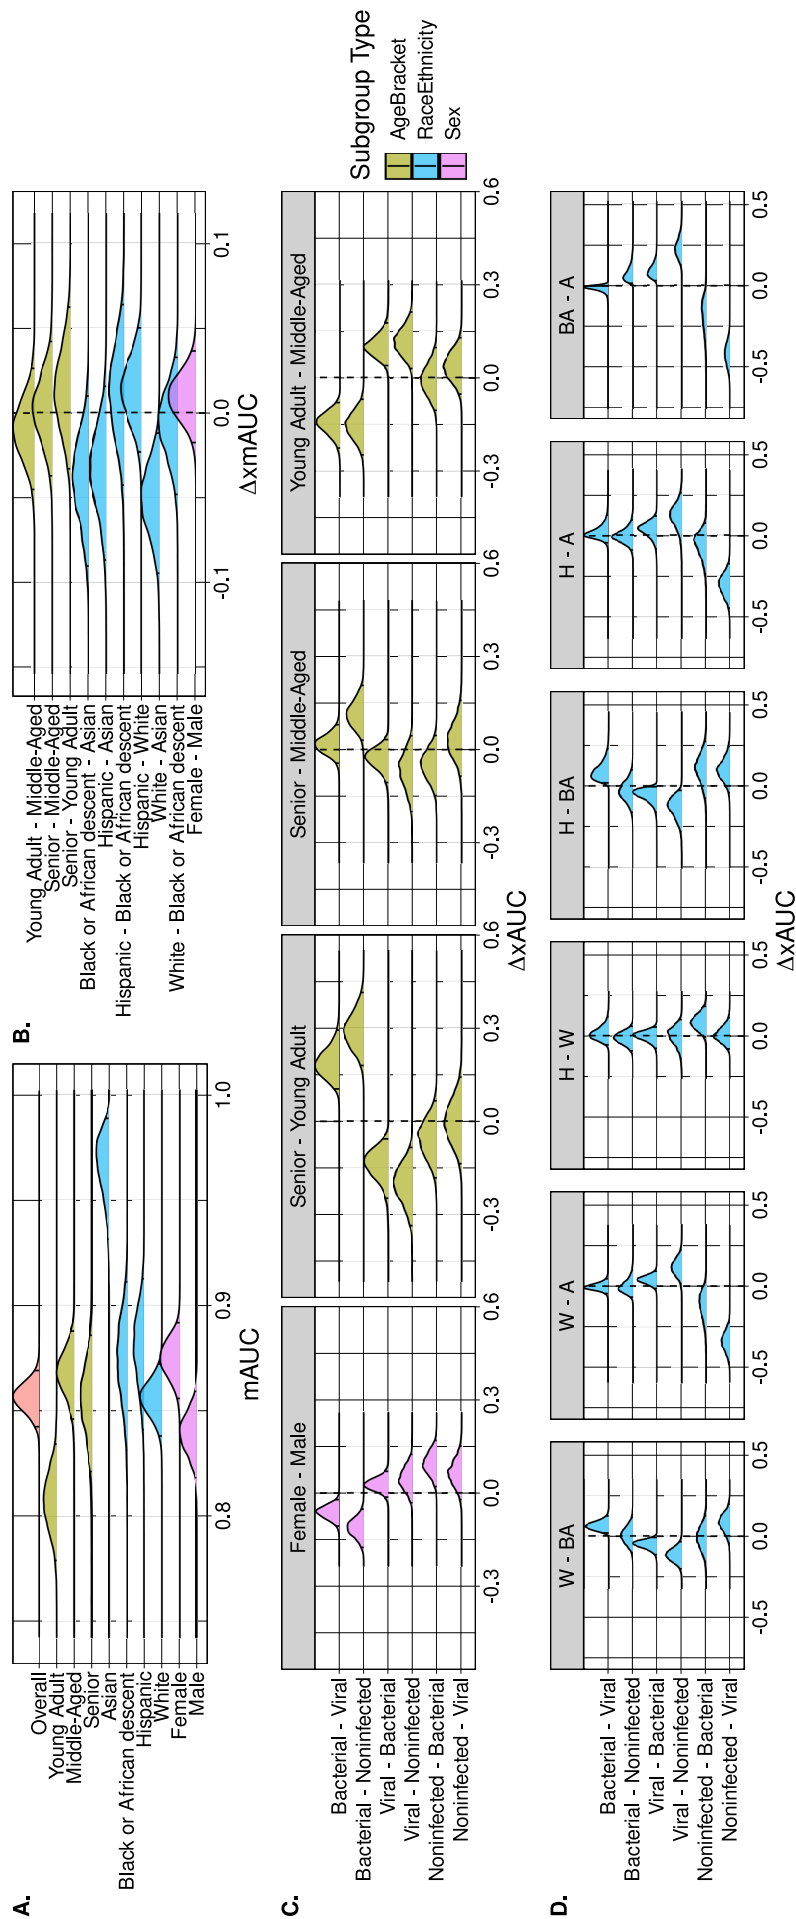 A.
Overall
Young Adult
Middle-Aged
Senior
Asian
Black or African descent
Hispanic
White
Female
Male
0.8
0.9
1.0
mAUC
B.
Young Adult - Middle-Aged
Senior - Middle-Aged
Senior - Young Adult
Black or African descent - Asian
Hispanic - Asian
Hispanic - Black or African descent
Hispanic - White
White - Asian
White - Black or African descent
Female - Male
-0.1
0.0
0.1
ΔxmAUC
C.
Female - Male
Senior - Young Adult
Senior - Middle-Aged
Young Adult - Middle-Aged
Bacterial - Viral
Bacterial - Noninfected
Viral - Bacterial
Viral - Noninfected
Noninfected - Bacterial
Noninfected - Viral
-0.3
0.0
0.3
0.6
-0.3
0.0
0.3
0.6
-0.3
0.0
0.3
0.6
-0.3
0.0
0.3
0.6
ΔxAUC
Subgroup Type
AgeBracket
RaceEthnicity
Sex
D.
W - BA
W - A
H - W
H - BA
H - A
BA - A
Bacterial - Viral
Bacterial - Noninfected
Viral - Bacterial
Viral - Noninfected
Noninfected - Bacterial
Noninfected - Viral
-0.5
0.0
0.5
-0.5
0.0
0.5
-0.5
0.0
0.5
-0.5
0.0
0.5
-0.5
0.0
0.5
-0.5
0.0
0.5
ΔxAUC